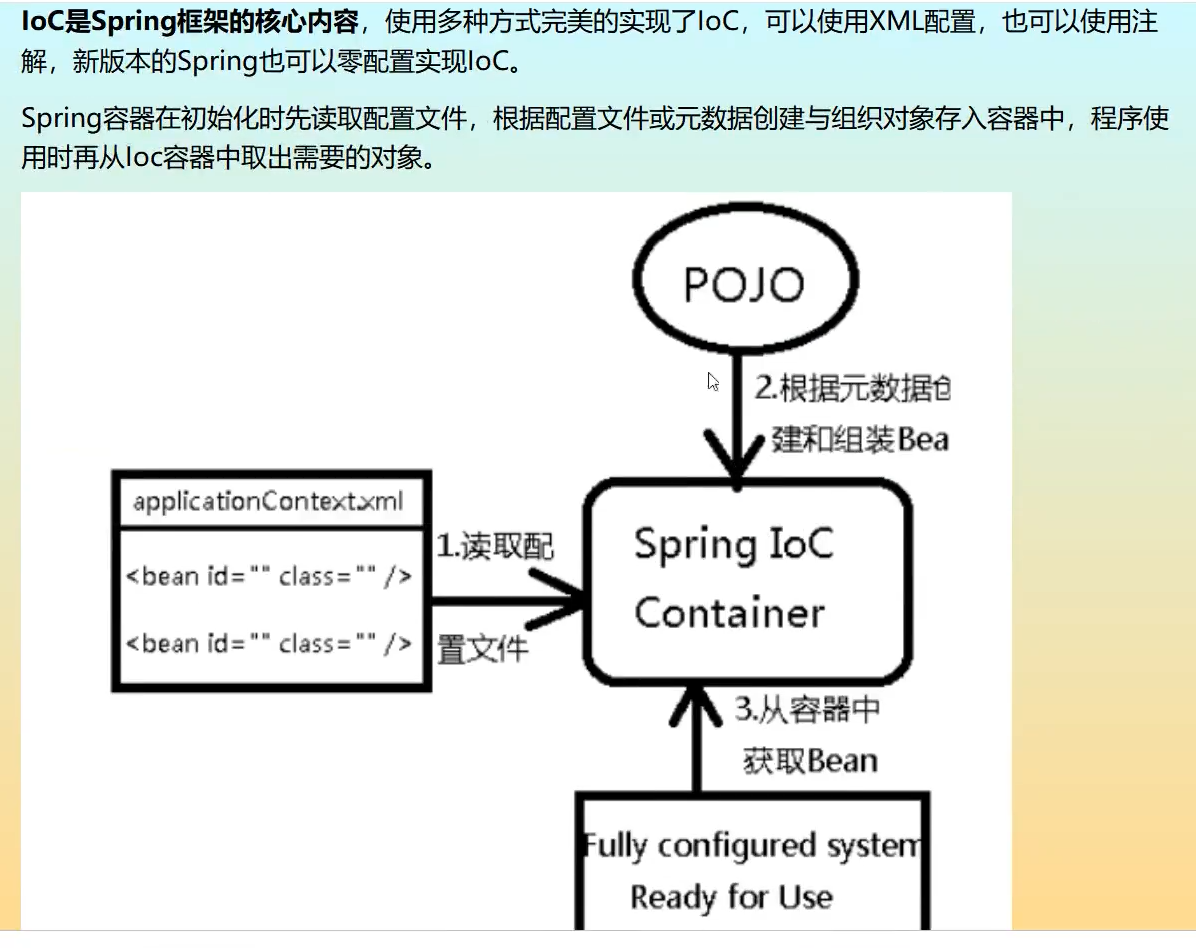 IoC是Spring框架的核心内容，使用多种方式完美的实现了IoC，可以使用XML配置，也可以使用注
解，新版本的Spring也可以零配置实现IoC。
Spring容器在初始化时先读取配置文件，根据配置文件或元数据创建与组织对象存入容器中，程序使
用时再从Ioc容器中取出需要的对象。
POJO
2.根据元数据创
建和组装Bea
applicationContext.xml
<bean id="" class="" />
<bean id="" class="" />
1.读取配
置文件
Spring IoC
Container
3.从容器中
获取Bean
Fully configured system
Ready for Use